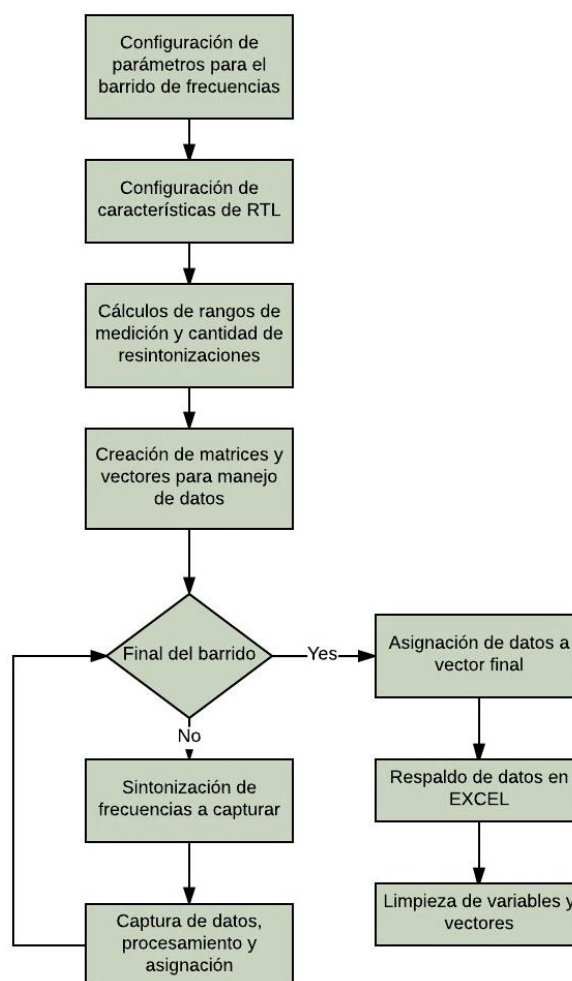 Configuración de
parámetros para el
barrido de frecuencias
Configuración de
características de RTL
Cálculos de rangos de
medición y cantidad de
resintonizaciones
Creación de matrices y
vectores para manejo
de datos
Final del barrido
Yes
No
Sintonización de
frecuencias a capturar
Captura de datos,
procesamiento y
asignación
Asignación de datos a
vector final
Respaldo de datos en
EXCEL
Limpieza de variables y
vectores